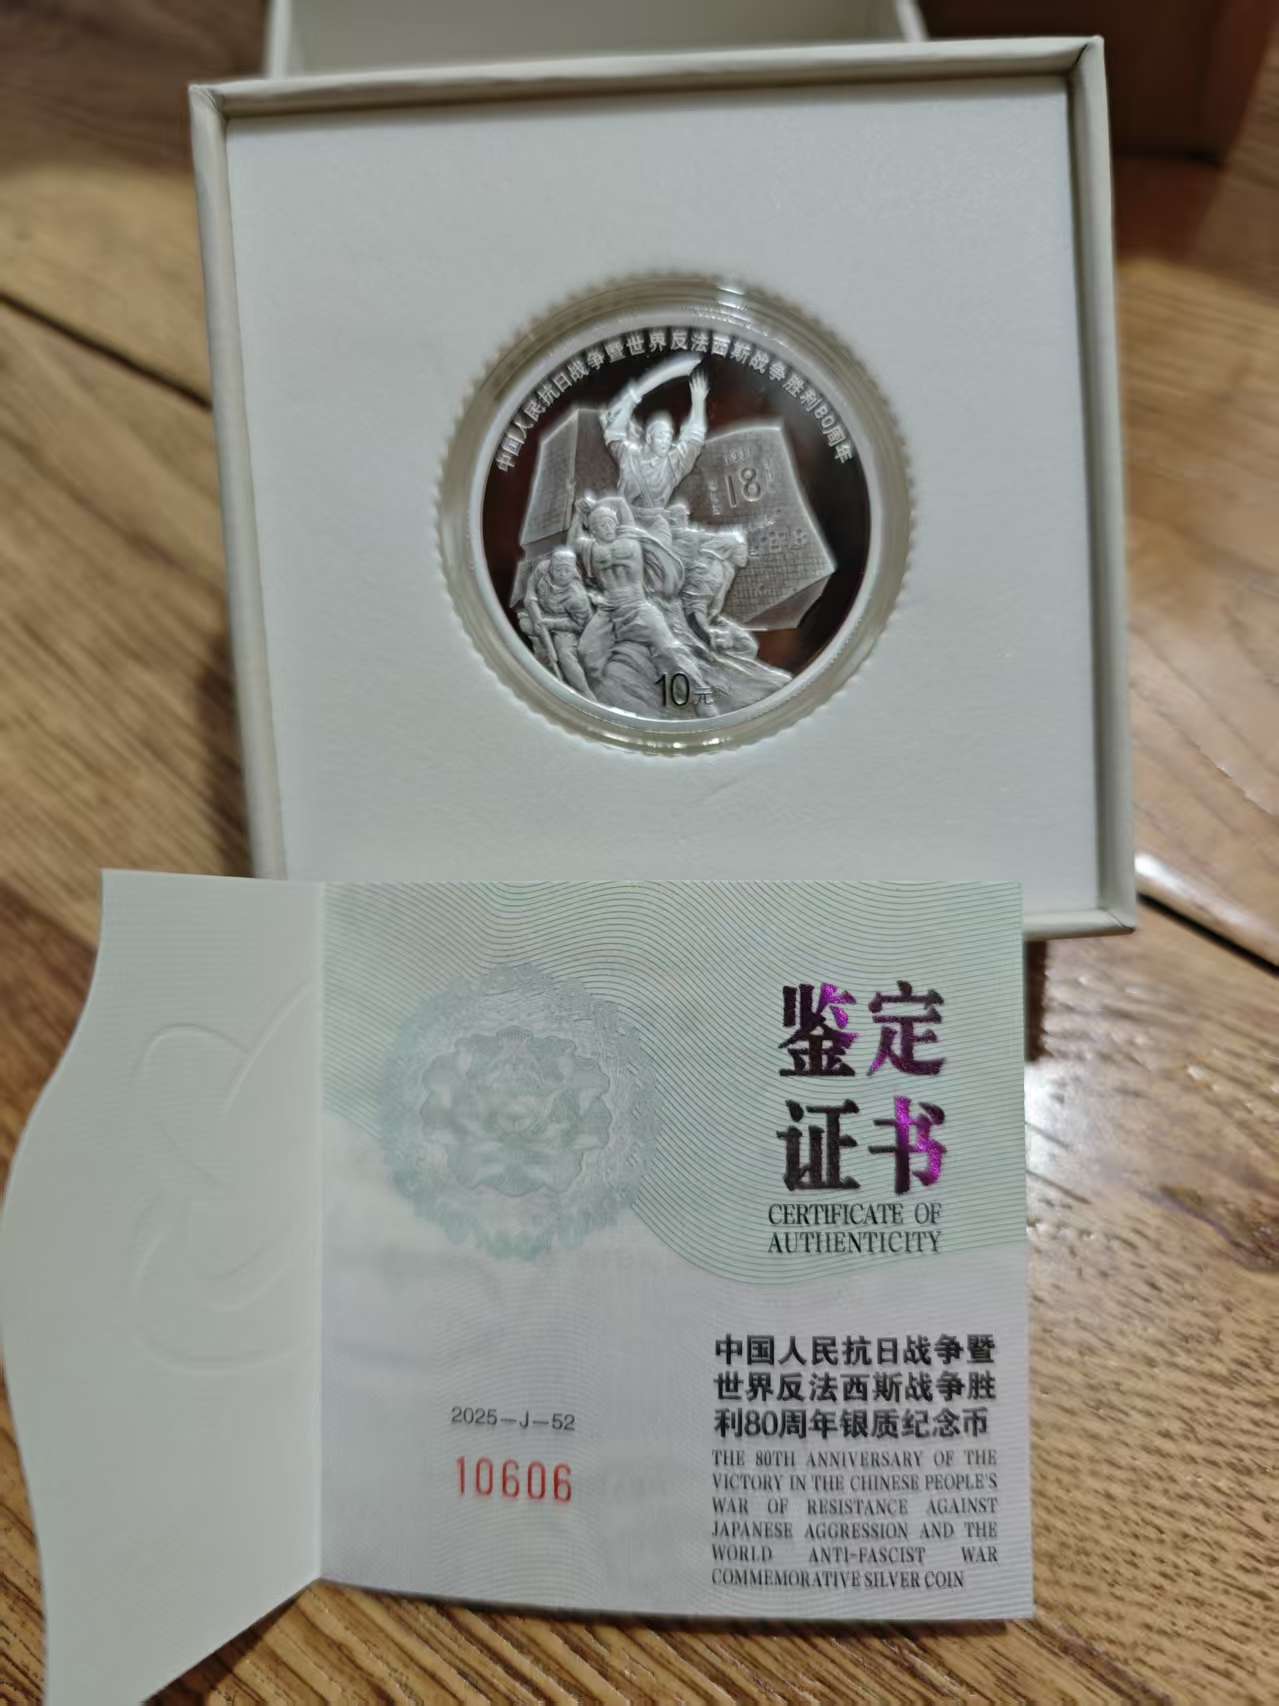 中国人民抗日战争暨世界反法西斯战争胜利80周年
18
10元
鉴定
证书
CERTIFICATE OF
AUTHENTICITY
中国人民抗日战争暨
世界反法西斯战争胜
利80周年银质纪念币
THE 80TH ANNIVERSARY OF THE
VICTORY IN THE CHINESE PEOPLE'S
WAR OF RESISTANCE AGAINST
JAPANESE AGGRESSION AND THE
WORLD ANTI-FASCIST WAR
COMMEMORATIVE SILVER COIN
2025-J-52
10606